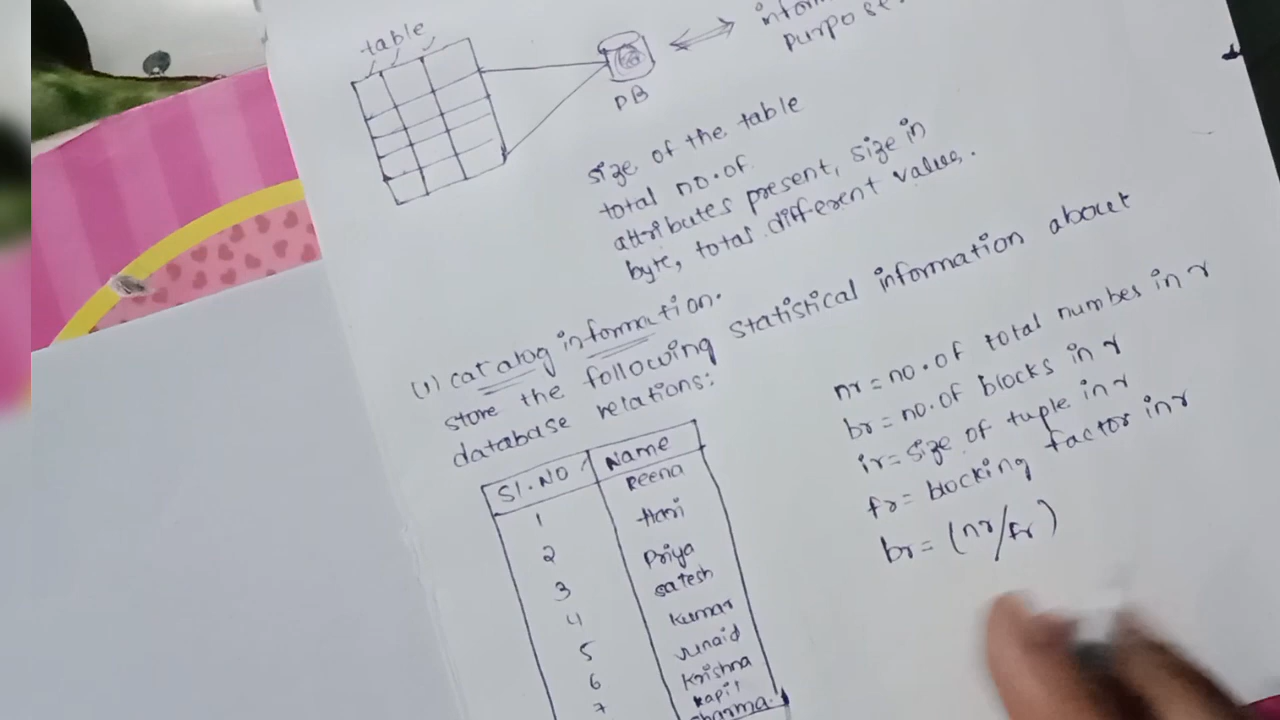 table
DB
purpose.
size of the table
total no.of.
attributes present, size in
byte, total different values.
(1) catalog information.
store the following statistical information about
database relations:
Sl.NO Name
Reena
1 Hari
2 Priya
3 satesh
4 Kumar
5 Junaid
6 Krishna
7 Kapil
sharma.
nr = no.of total numbes in r
br = no.of blocks in r
ir = size of tuple in r
fr = blocking factor in r
br = (nr/fr)